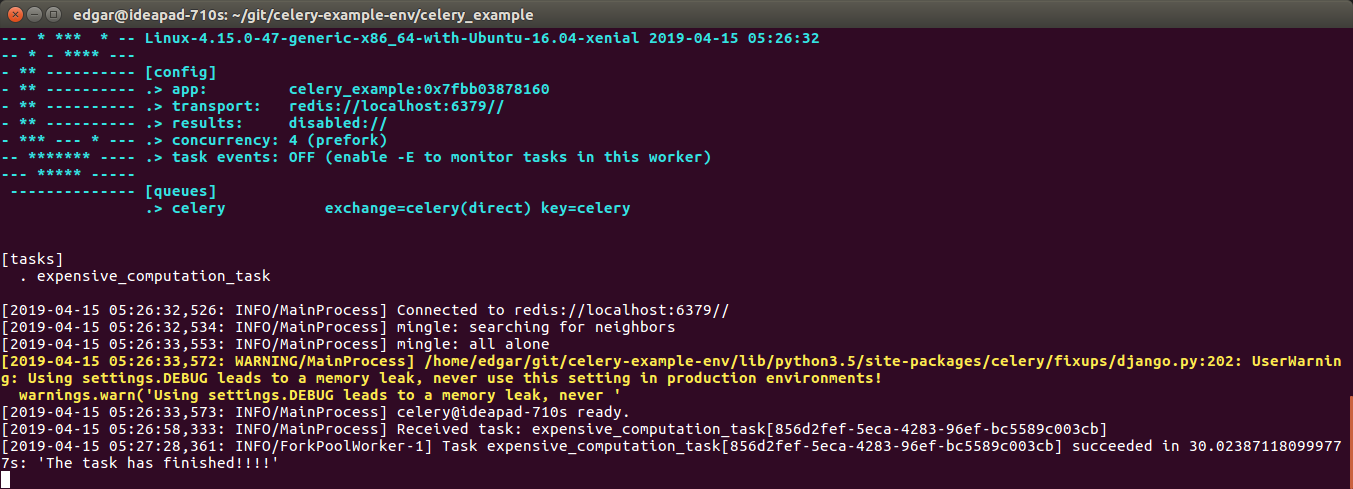 edgar@ideapad-710s: ~/git/celery-example-env/celery_example
--- * ***  * -- Linux-4.15.0-47-generic-x86_64-with-Ubuntu-16.04-xenial 2019-04-15 05:26:32
-- * - **** ---
- ** ---------- [config]
- ** ---------- .> app:         celery_example:0x7fbb03878160
- ** ---------- .> transport:   redis://localhost:6379//
- ** ---------- .> results:     disabled://
- *** --- * --- .> concurrency: 4 (prefork)
-- ******* ---- .> task events: OFF (enable -E to monitor tasks in this worker)
--- ***** -----
 -------------- [queues]
                .> celery           exchange=celery(direct) key=celery
[tasks]
  . expensive_computation_task
[2019-04-15 05:26:32,526: INFO/MainProcess] Connected to redis://localhost:6379//
[2019-04-15 05:26:32,534: INFO/MainProcess] mingle: searching for neighbors
[2019-04-15 05:26:33,553: INFO/MainProcess] mingle: all alone
[2019-04-15 05:26:33,572: WARNING/MainProcess] /home/edgar/git/celery-example-env/lib/python3.5/site-packages/celery/fixups/django.py:202: UserWarnin
g: Using settings.DEBUG leads to a memory leak, never use this setting in production environments!
  warnings.warn('Using settings.DEBUG leads to a memory leak, never '
[2019-04-15 05:26:33,573: INFO/MainProcess] celery@ideapad-710s ready.
[2019-04-15 05:26:58,333: INFO/MainProcess] Received task: expensive_computation_task[856d2fef-5eca-4283-96ef-bc5589c003cb]
[2019-04-15 05:27:28,361: INFO/ForkPoolWorker-1] Task expensive_computation_task[856d2fef-5eca-4283-96ef-bc5589c003cb] succeeded in 30.02387118099977
7s: 'The task has finished!!!!'